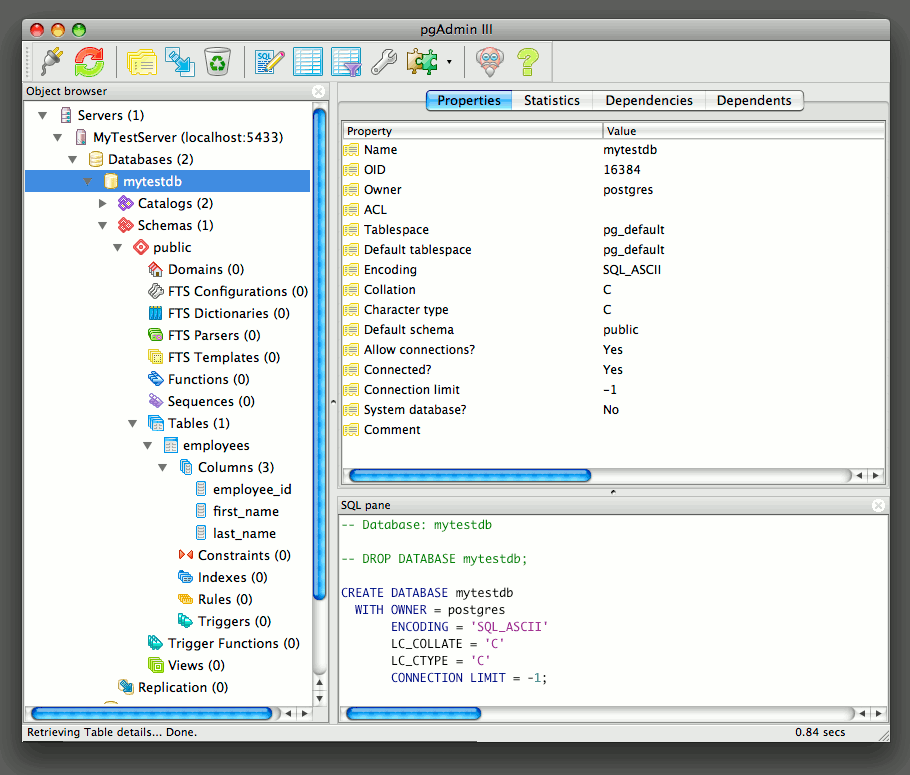 pgAdmin III
SQL
Object browser
Servers (1)
MyTestServer (localhost:5433)
Databases (2)
mytestdb
Catalogs (2)
Schemas (1)
public
Domains (0)
FTS Configurations (0)
FTS Dictionaries (0)
FTS Parsers (0)
FTS Templates (0)
Functions (0)
Sequences (0)
Tables (1)
employees
Columns (3)
employee_id
first_name
last_name
Constraints (0)
Indexes (0)
Rules (0)
Triggers (0)
Trigger Functions (0)
Views (0)
Replication (0)
Properties Statistics Dependencies Dependents
Property Value
Name mytestdb
OID 16384
Owner postgres
ACL
Tablespace pg_default
Default tablespace pg_default
Encoding SQL_ASCII
Collation C
Character type C
Default schema public
Allow connections? Yes
Connected? Yes
Connection limit -1
System database? No
Comment
SQL pane
-- Database: mytestdb
-- DROP DATABASE mytestdb;
CREATE DATABASE mytestdb
WITH OWNER = postgres
ENCODING = 'SQL_ASCII'
LC_COLLATE = 'C'
LC_CTYPE = 'C'
CONNECTION LIMIT = -1;
Retrieving Table details... Done. 0.84 secs